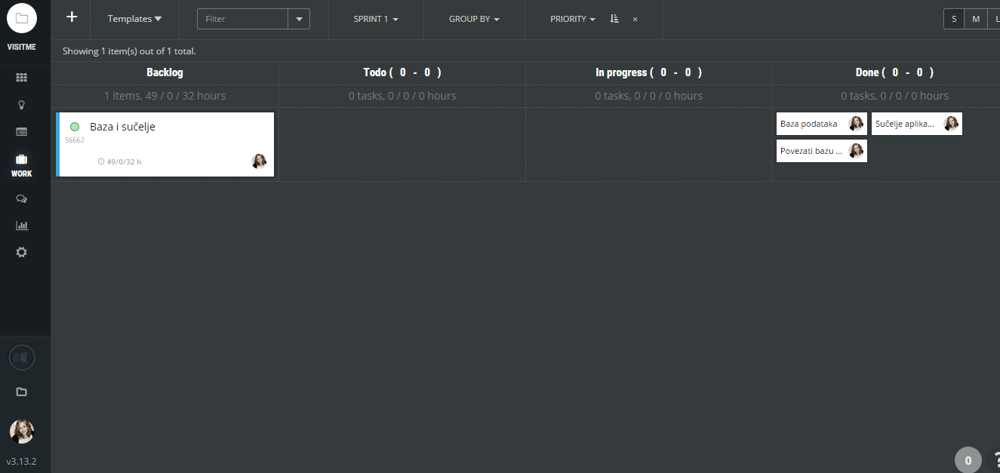 VISITME
Templates
Filter
SPRINT 1
GROUP BY
PRIORITY
×
S
M
L
Showing 1 item(s) out of 1 total.
Backlog
Todo ( 0 - 0 )
In progress ( 0 - 0 )
Done ( 0 - 0 )
1 items, 49 / 0 / 32 hours
0 tasks, 0 / 0 / 0 hours
0 tasks, 0 / 0 / 0 hours
0 tasks, 0 / 0 / 0 hours
Baza i sučelje
56662
49/0/32 h
Baza podataka
Sučelje aplika...
Povezati bazu ...
WORK
v3.13.2
0
?